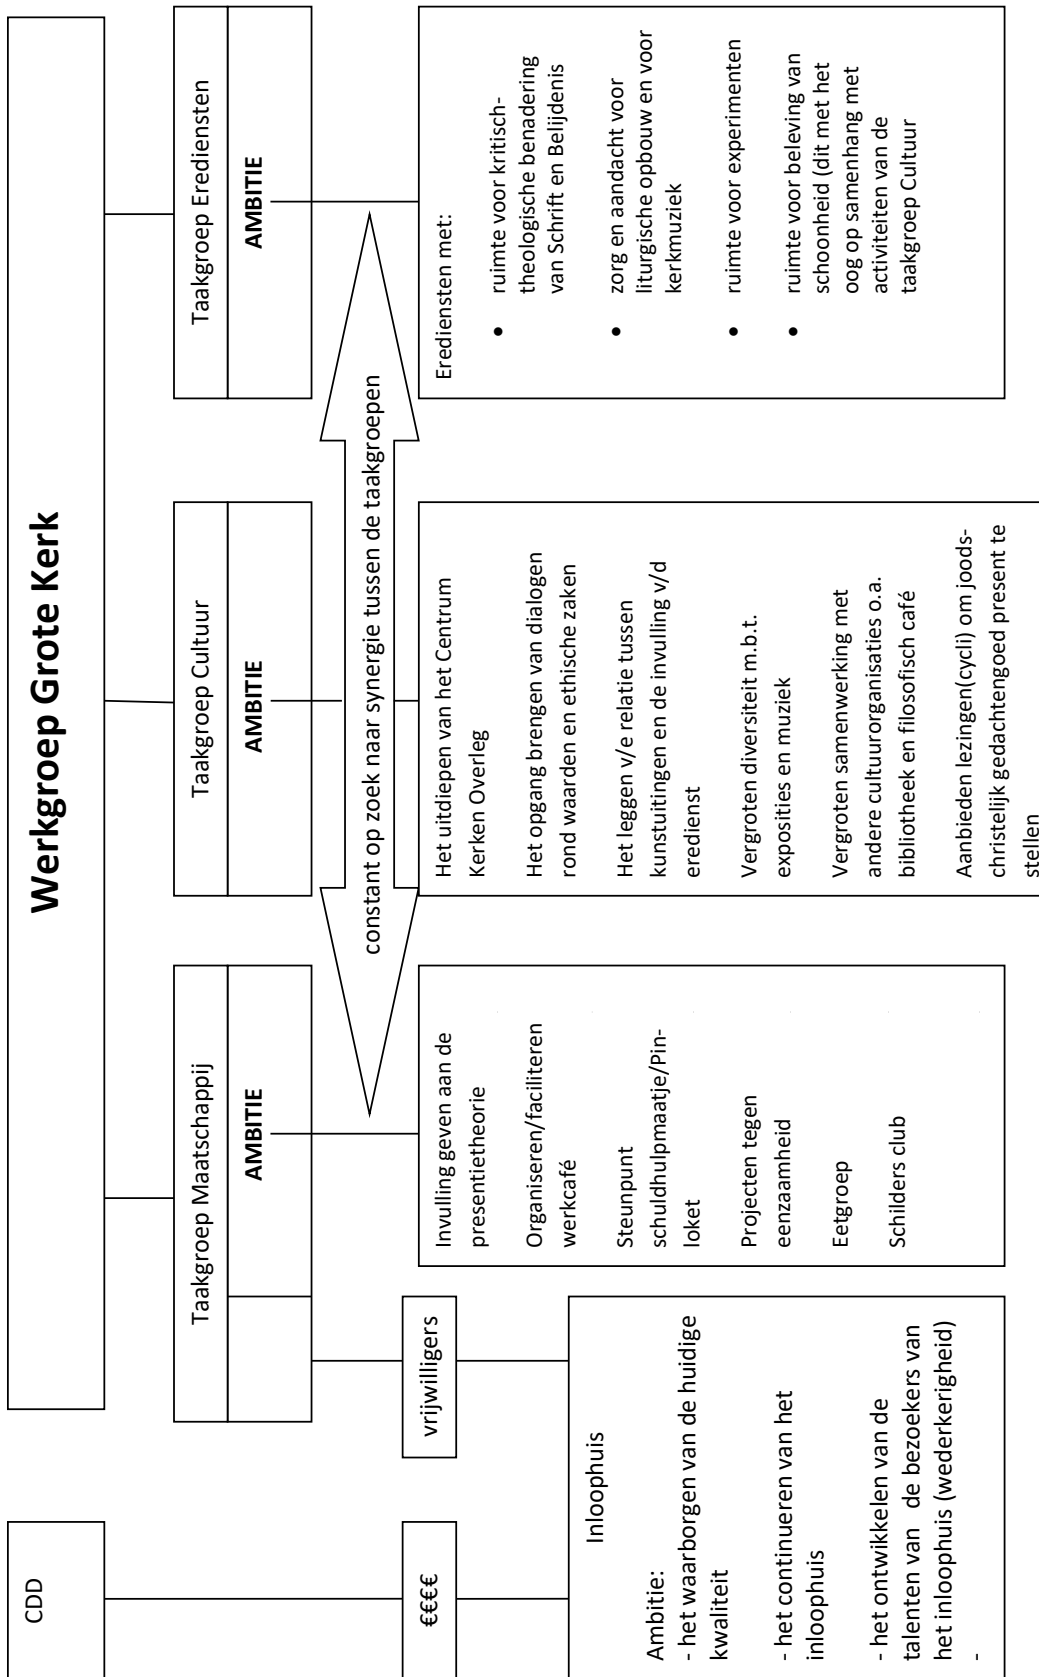 CDD
Werkgroep Grote Kerk
Taakgroep Maatschappij
AMBITIE
Taakgroep Cultuur
AMBITIE
Taakgroep Erediensten
AMBITIE
constant op zoek naar synergie tussen de taakgroepen
€€€€
vrijwilligers
Inloophuis
Ambitie:
- het waarborgen van de huidige
kwaliteit
- het continueren van het
inloophuis
- het ontwikkelen van de
talenten van de bezoekers van
het inloophuis (wederkerigheid)
-
Invulling geven aan de
presentietheorie
Organiseren/faciliteren
werkcafé
Steunpunt
schuldhulpmaatje/Pin-
loket
Projecten tegen
eenzaamheid
Eetgroep
Schilders club
Het uitdiepen van het Centrum
Kerken Overleg
Het opgang brengen van dialogen
rond waarden en ethische zaken
Het leggen v/e relatie tussen
kunstuitingen en de invulling v/d
eredienst
Vergroten diversiteit m.b.t.
exposities en muziek
Vergroten samenwerking met
andere cultuurorganisaties o.a.
bibliotheek en filosofisch café
Aanbieden lezingen(cycli) om joods-
christelijk gedachtengoed present te
stellen
Erediensten met:
• ruimte voor kritisch-
theologische benadering
van Schrift en Belijdenis
• zorg en aandacht voor
liturgische opbouw en voor
kerkmuziek
• ruimte voor experimenten
• ruimte voor beleving van
schoonheid (dit met het
oog op samenhang met
activiteiten van de
taakgroep Cultuur